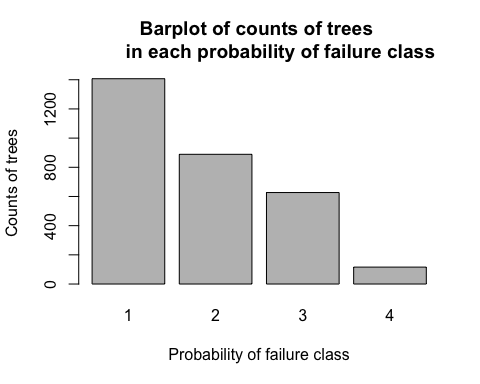 Barplot of counts of trees
in each probability of failure class
Counts of trees
1200
800
400
0
1 2 3 4
Probability of failure class